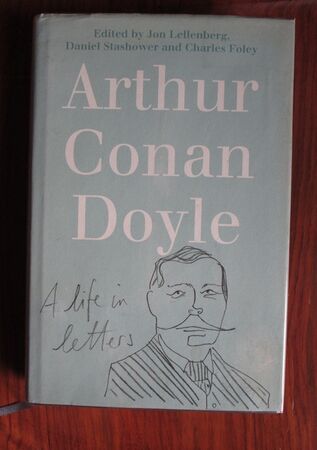 Edited by Jon Lellenberg,
Daniel Stashower and Charles Foley
Arthur
Conan
Doyle
A life in
letters